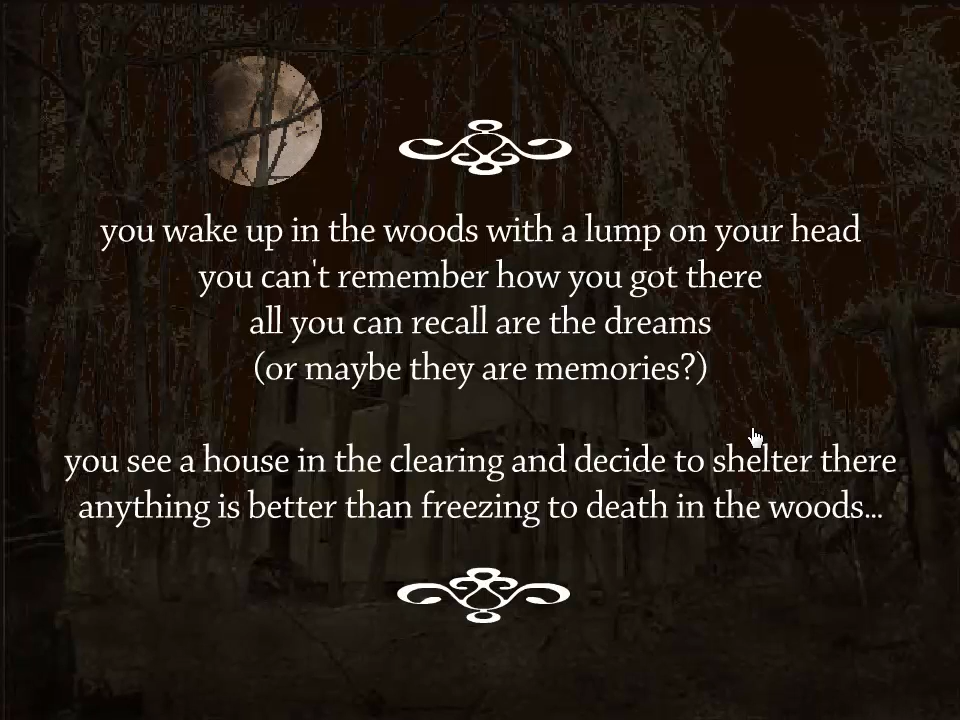 you wake up in the woods with a lump on your head
you can't remember how you got there
all you can recall are the dreams
(or maybe they are memories?)
you see a house in the clearing and decide to shelter there
anything is better than freezing to death in the woods...